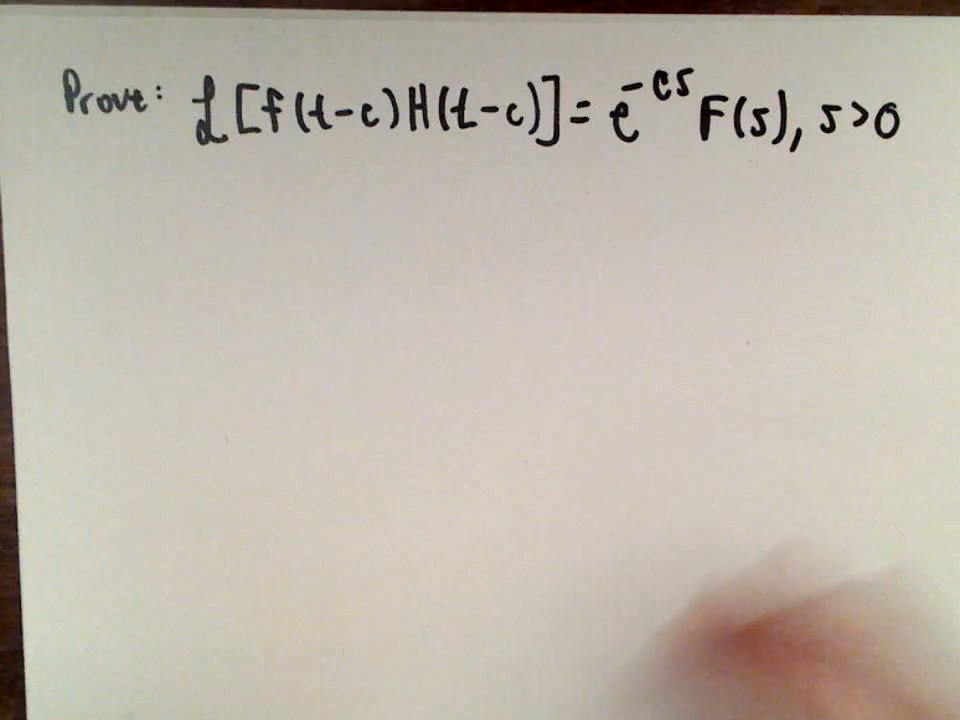 Prove: ℒ[f(t-c)H(t-c)] = e^{-cs} F(s), s>0